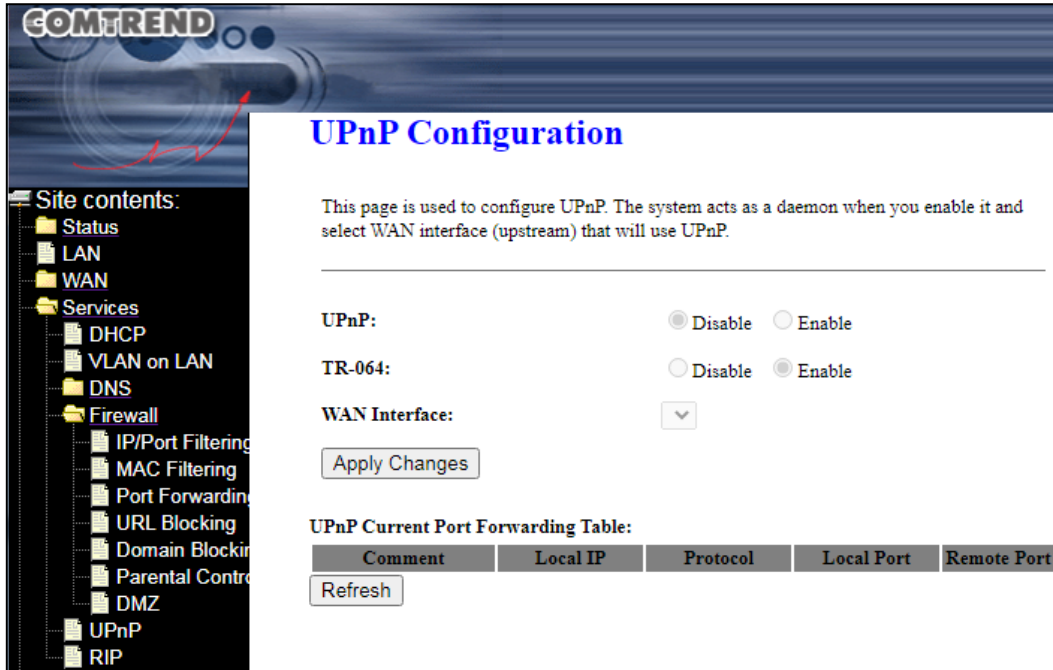 COMTREND
UPnP Configuration
This page is used to configure UPnP. The system acts as a daemon when you enable it and
select WAN interface (upstream) that will use UPnP.
UPnP: Disable Enable
TR-064: Disable Enable
WAN Interface:
Apply Changes
UPnP Current Port Forwarding Table:
Comment Local IP Protocol Local Port Remote Port
Refresh
Site contents:
Status
LAN
WAN
Services
DHCP
VLAN on LAN
DNS
Firewall
IP/Port Filtering
MAC Filtering
Port Forwarding
URL Blocking
Domain Blockin
Parental Contro
DMZ
UPnP
RIP